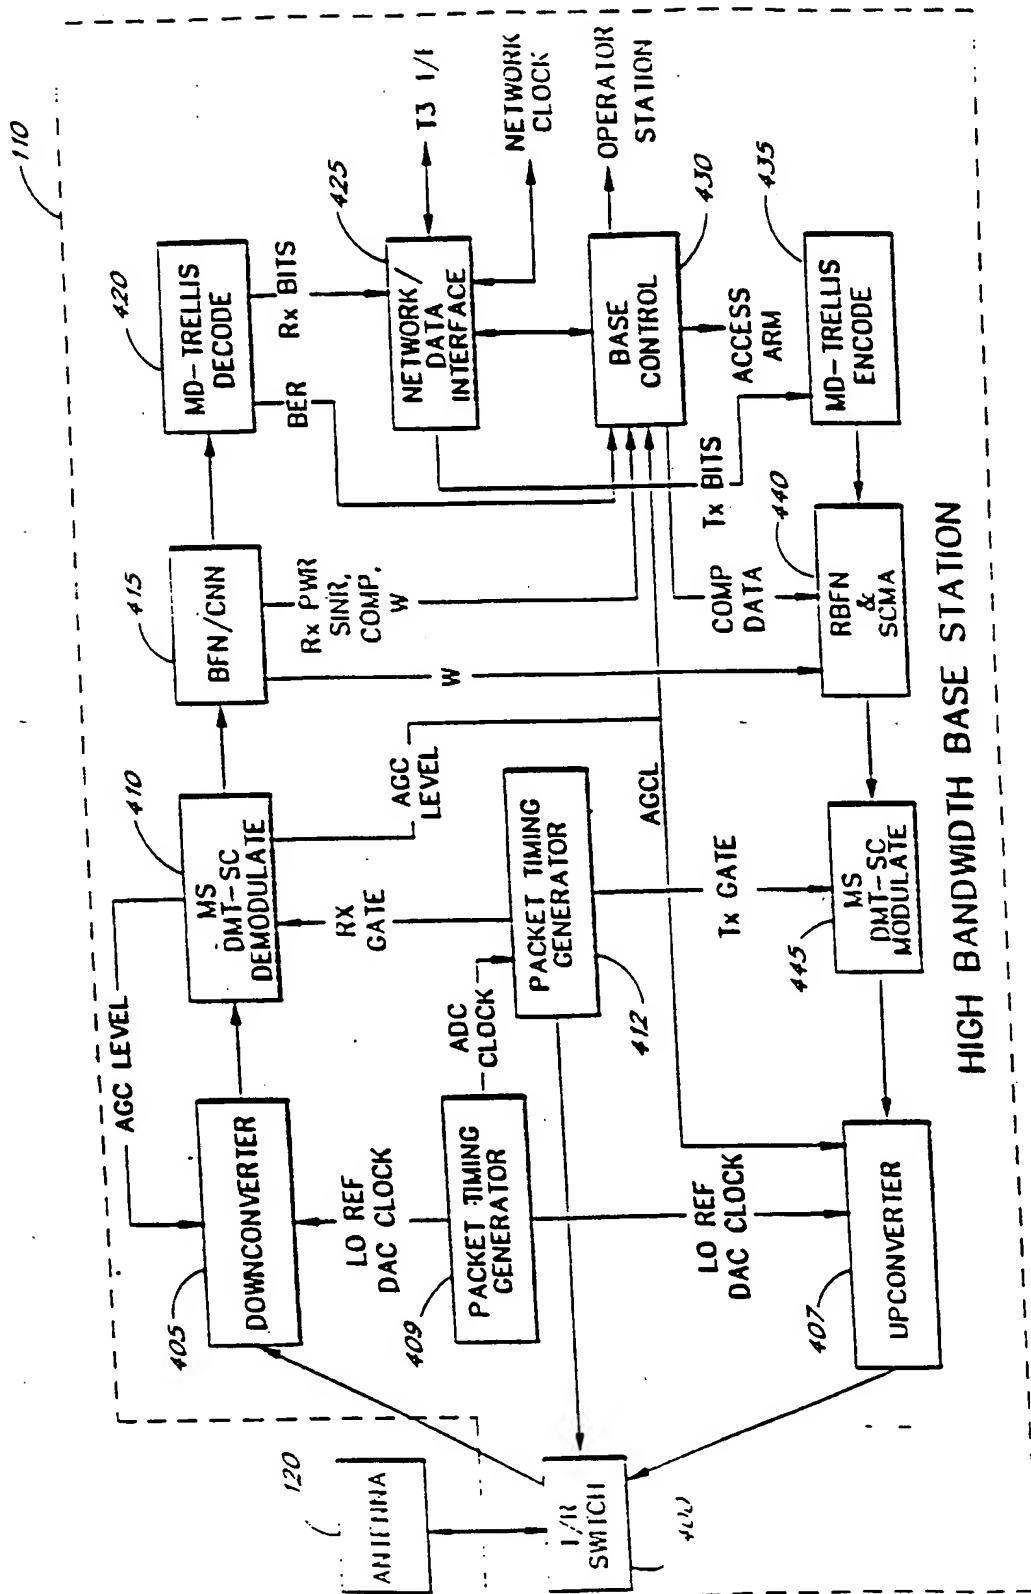 110
120
ANTENNA
T/R
SWITCH
400
405
DOWNCONVERTER
AGC LEVEL
410
MS
DMT-SC
DEMODULATE
415
BFN/CNN
420
MD-TRELLIS
DECODE
Rx BITS
BER
Rx PWR
SINR,
COMP,
W
W
AGC
LEVEL
RX
GATE
LO REF
DAC CLOCK
409
PACKET TIMING
GENERATOR
ADC
CLOCK
PACKET TIMING
GENERATOR
412
AGCL
Tx GATE
LO REF
DAC CLOCK
425
NETWORK/
DATA
INTERFACE
T3 I/F
NETWORK
CLOCK
BASE
CONTROL
430
OPERATOR
STATION
ACCESS
ARM
Tx BITS
COMP
DATA
435
MD-TRELLIS
ENCODE
440
RBFN
&
SCMA
445
MS
DMT-SC
MODULATE
407
UPCONVERTER
HIGH BANDWIDTH BASE STATION